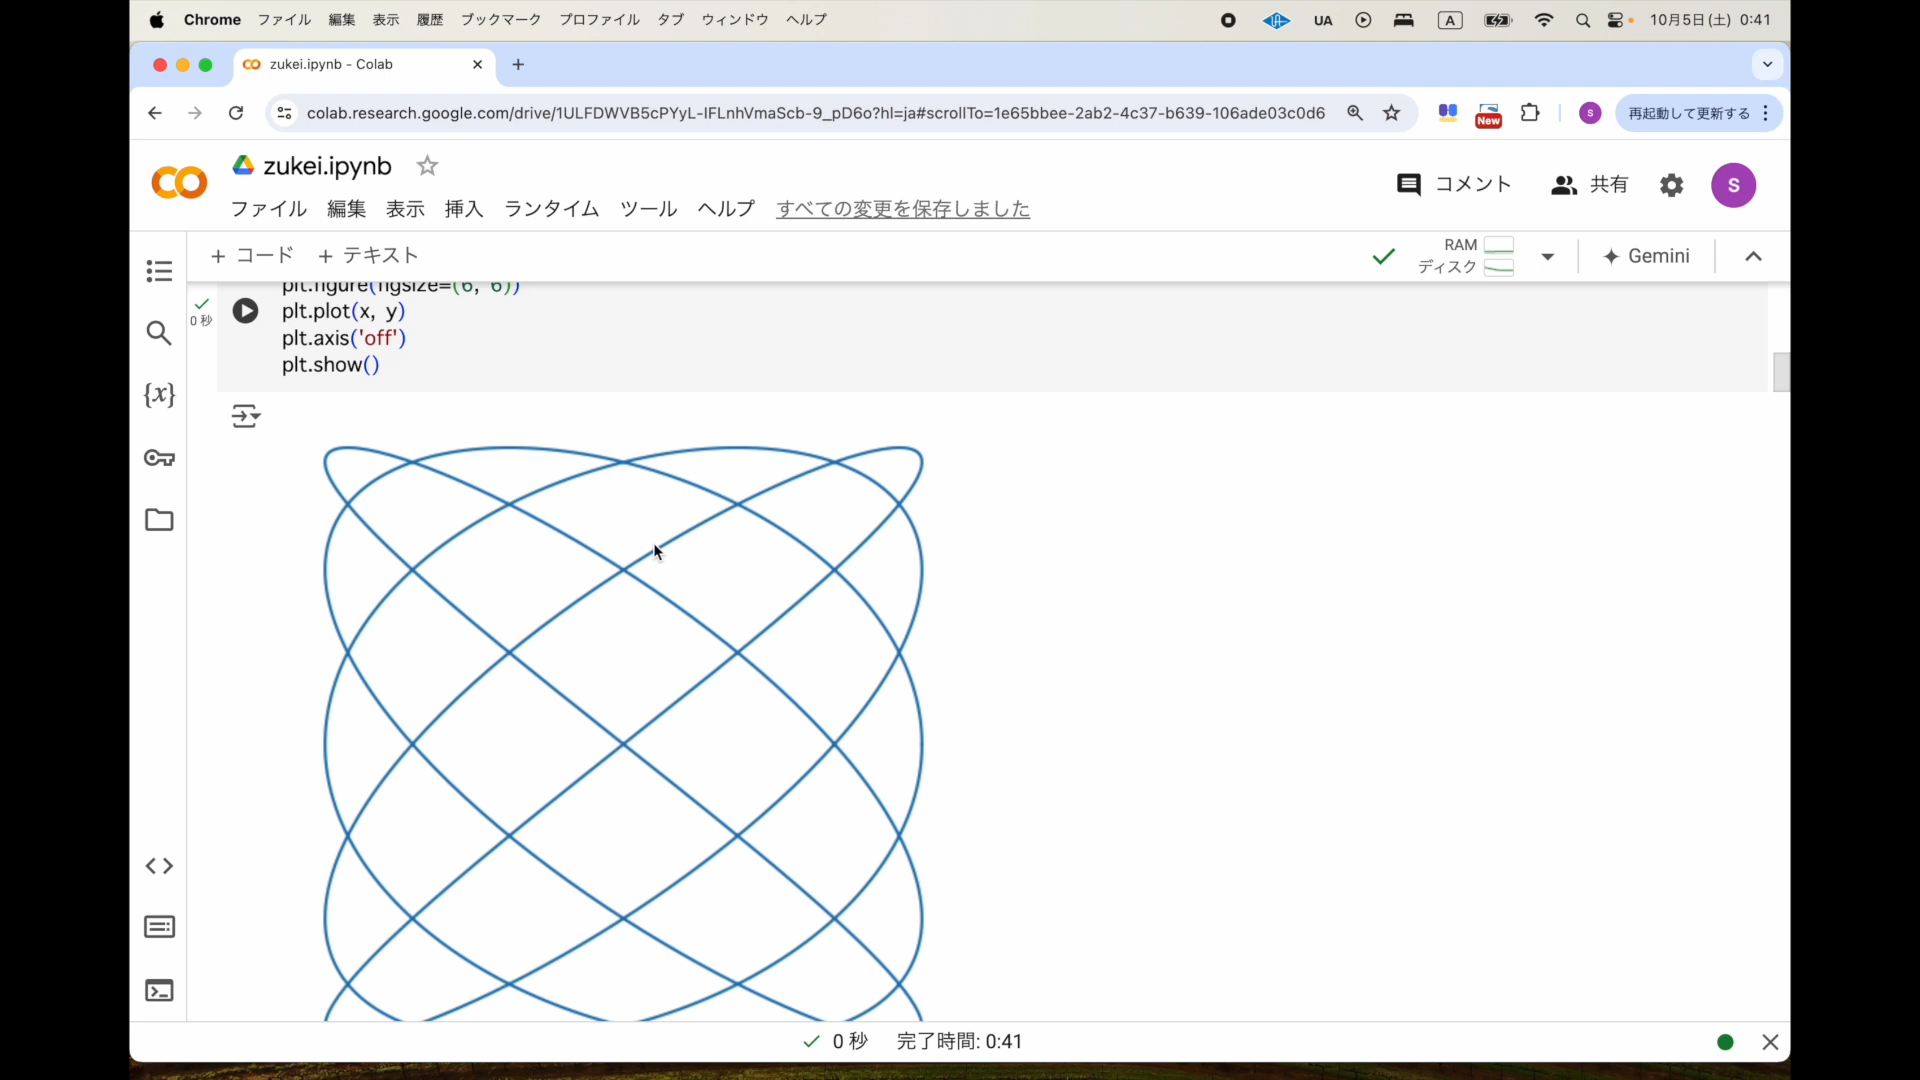 Chrome ファイル 編集 表示 履歴 ブックマーク プロファイル タブ ウィンドウ ヘルプ UA A 10月5日(土) 0:41
zukei.ipynb - Colab
colab.research.google.com/drive/1ULFDWVB5cPYyL-IFLnhVmaScb-9_pD6o?hl=ja#scrollTo=1e65bbee-2ab2-4c37-b639-106ade03c0d6 New S 再起動して更新する
zukei.ipynb
コメント 共有 S
ファイル 編集 表示 挿入 ランタイム ツール ヘルプ すべての変更を保存しました
+ コード + テキスト RAM ディスク Gemini
plt.figure(figsize=(6, 6))
0 秒
plt.plot(x, y)
plt.axis('off')
plt.show()
{x}
0 秒 完了時間: 0:41